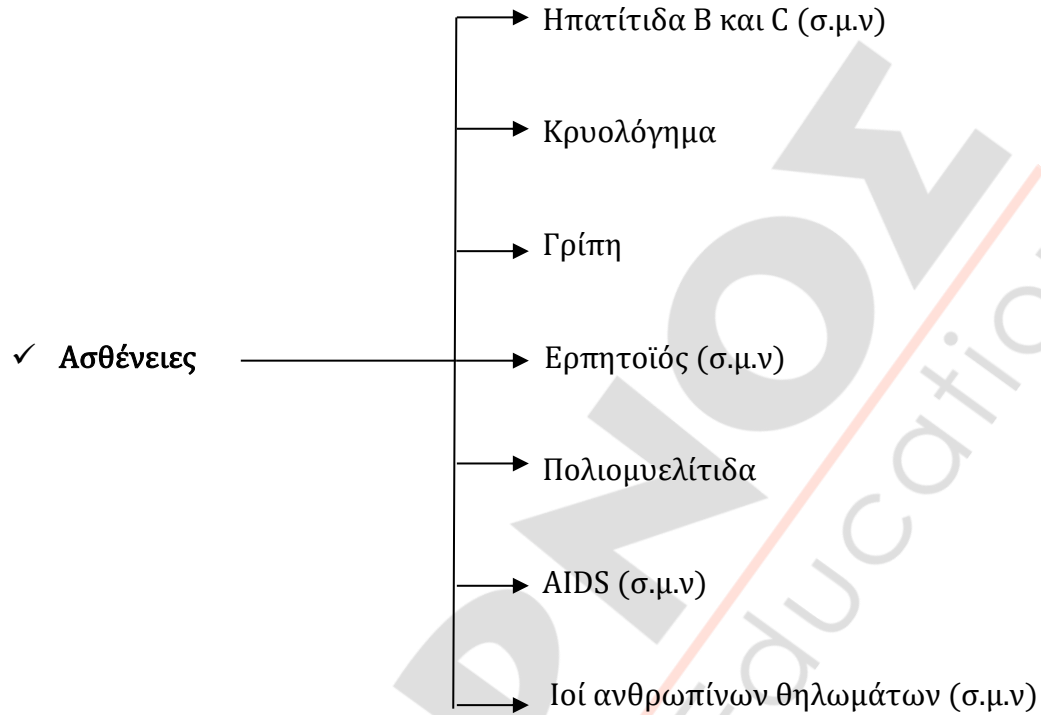 Ηπατίτιδα Β και C (σ.μ.ν)
Κρυολόγημα
Γρίπη
✓ Ασθένειες
Ερπητοϊός (σ.μ.ν)
Πολιομυελίτιδα
AIDS (σ.μ.ν)
Ιοί ανθρωπίνων θηλωμάτων (σ.μ.ν)